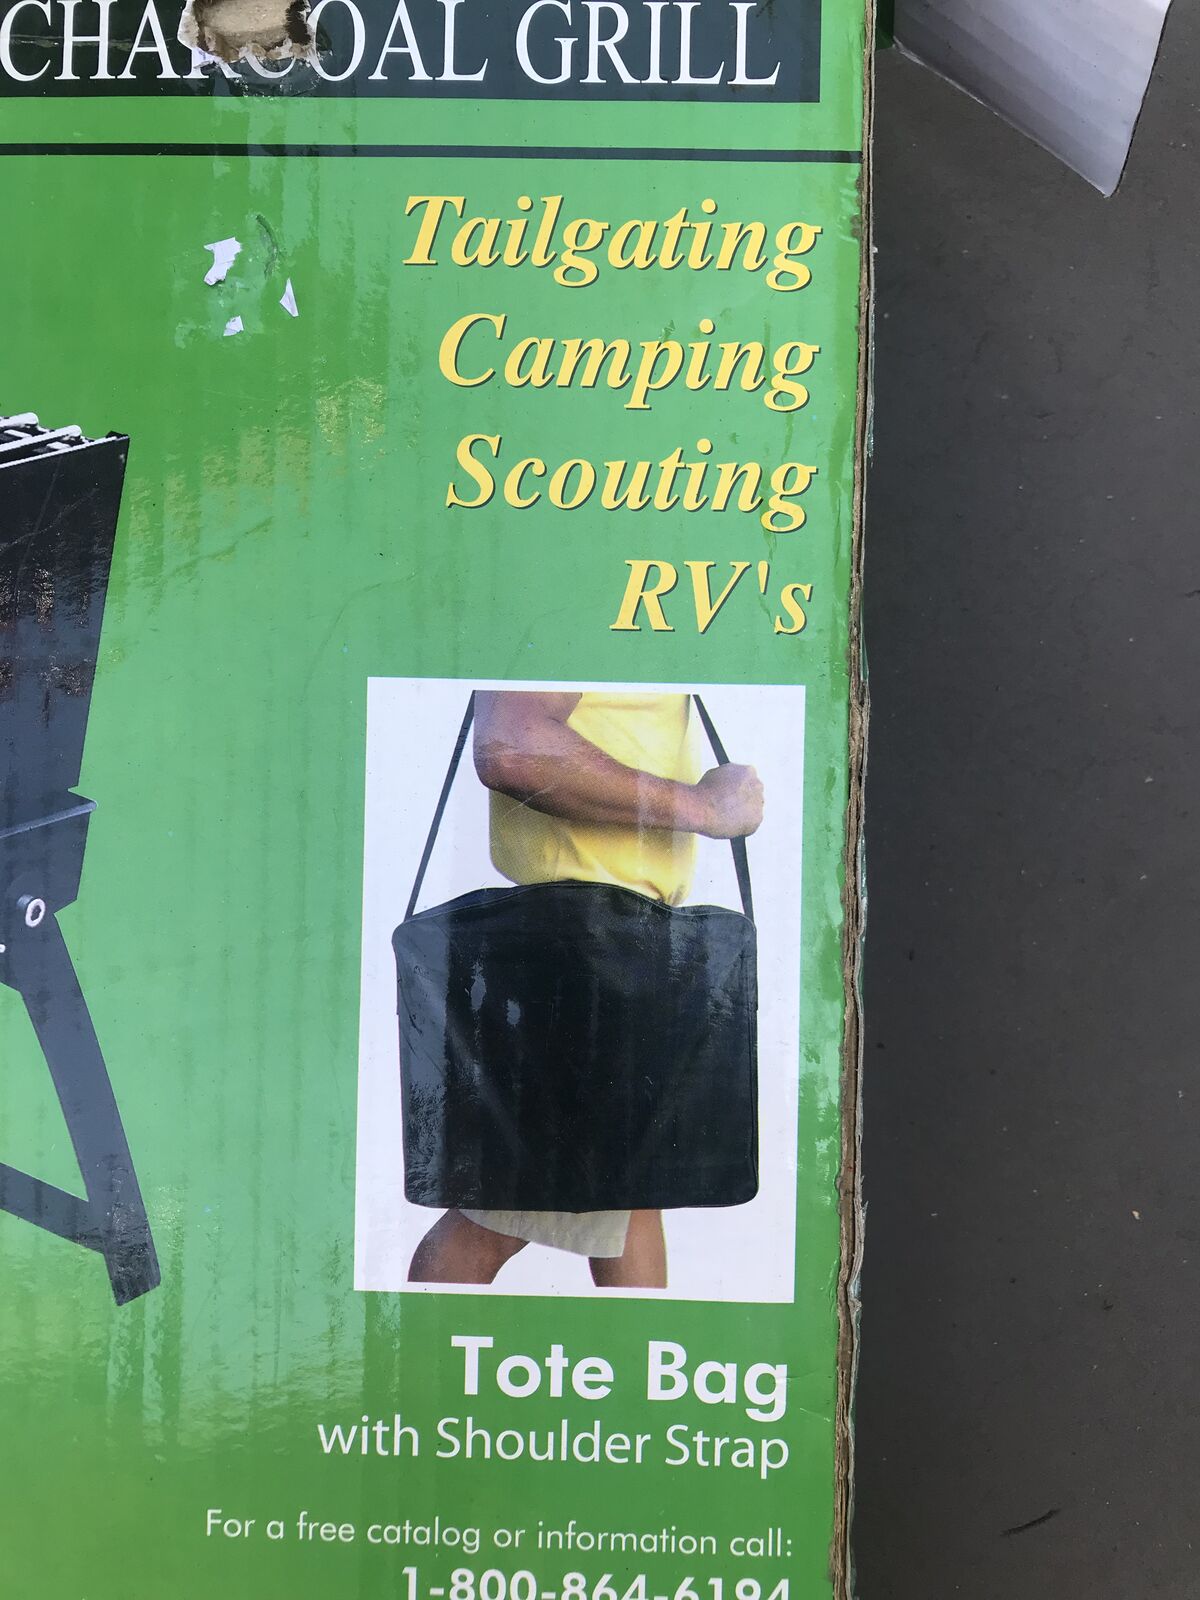 CHARCOAL GRILL
Tailgating
Camping
Scouting
RV's
Tote Bag
with Shoulder Strap
For a free catalog or information call:
1-800-864-6194